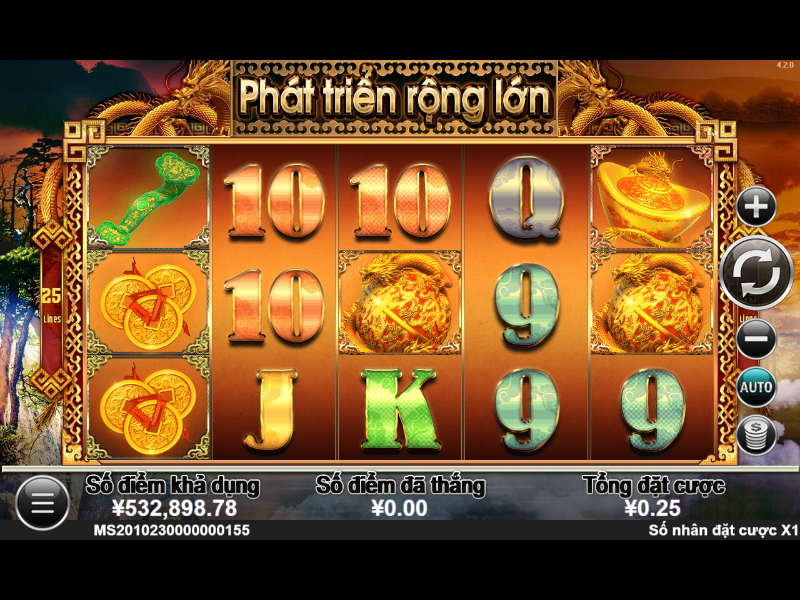 4.2.0
Phát triển rộng lớn
10 10 Q
25 LINES
10 9
AUTO
J K 9 9
Số điểm khả dụng Số điểm đã thắng Tổng đặt cược
¥532,898.78 ¥0.00 ¥0.25
MS2010230000000155 Số nhân đặt cược X1